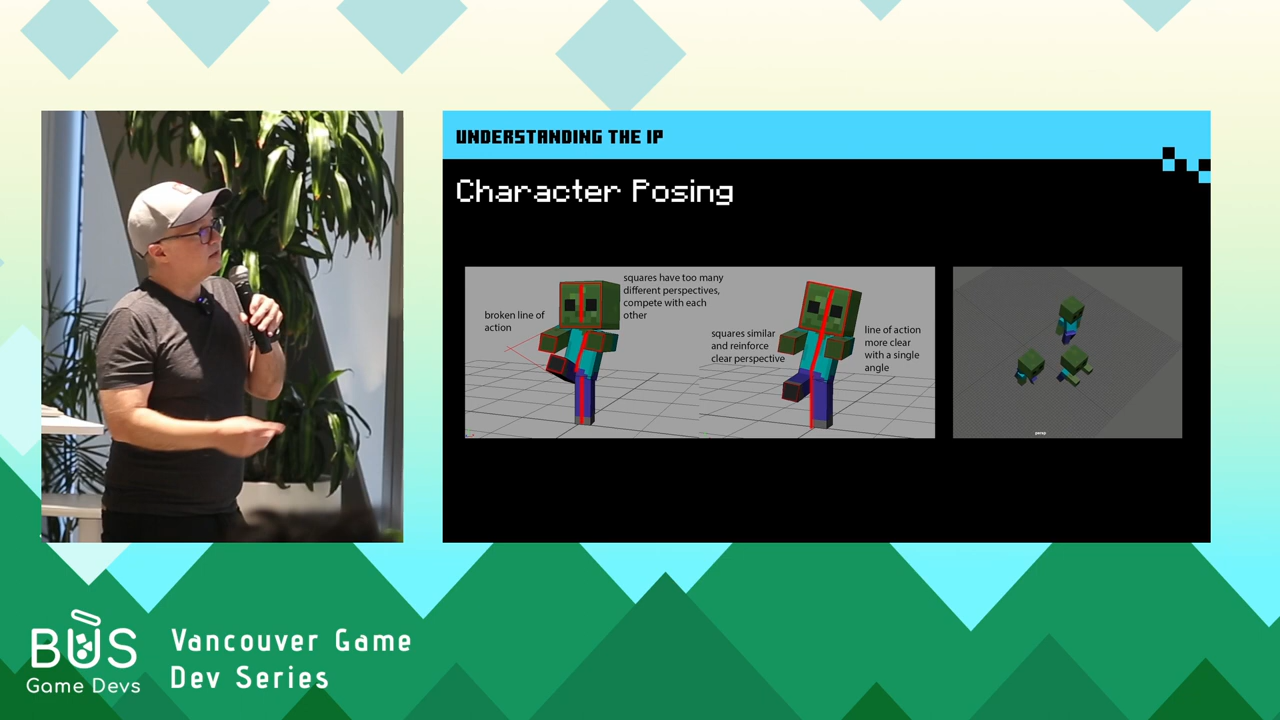 UNDERSTANDING THE IP
Character Posing
broken line of
action
squares have too many
different perspectives,
compete with each
other
squares similar
and reinforce
clear perspective
line of action
more clear
with a single
angle
persp
BUS
Game Devs
Vancouver Game
Dev Series